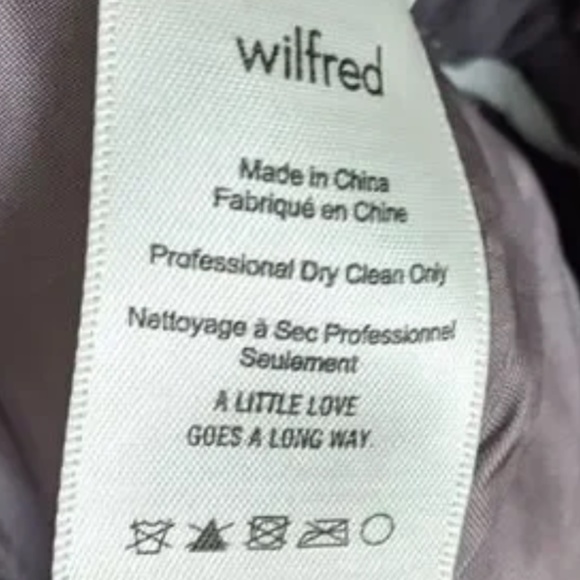 wilfred
Made in China
Fabriqué en Chine
Professional Dry Clean Only
Nettoyage à Sec Professionnel
Seulement
A LITTLE LOVE
GOES A LONG WAY.